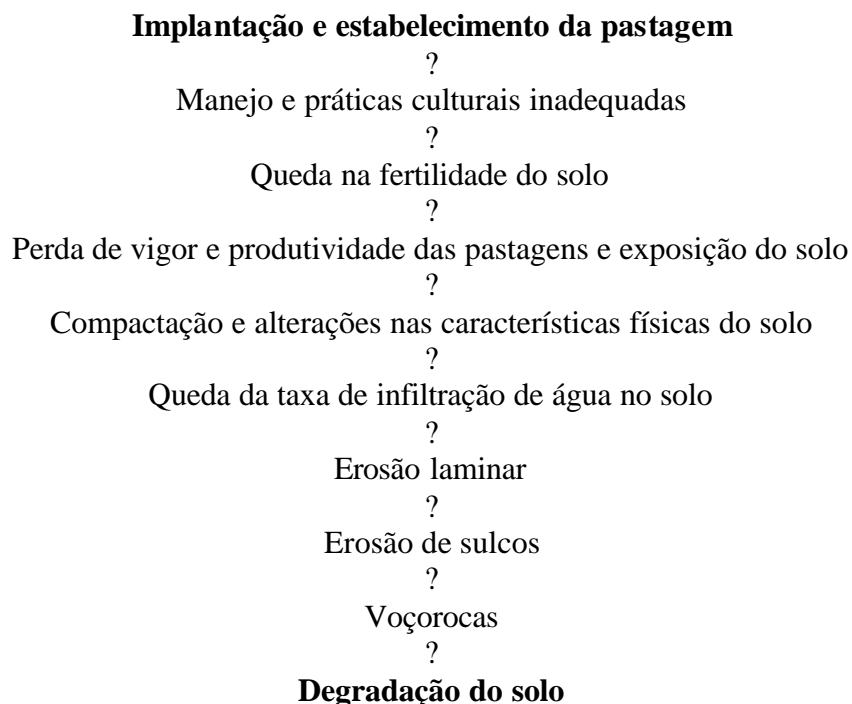 Implantação e estabelecimento da pastagem
?
Manejo e práticas culturais inadequadas
?
Queda na fertilidade do solo
?
Perda de vigor e produtividade das pastagens e exposição do solo
?
Compactação e alterações nas características físicas do solo
?
Queda da taxa de infiltração de água no solo
?
Erosão laminar
?
Erosão de sulcos
?
Voçorocas
?
Degradação do solo